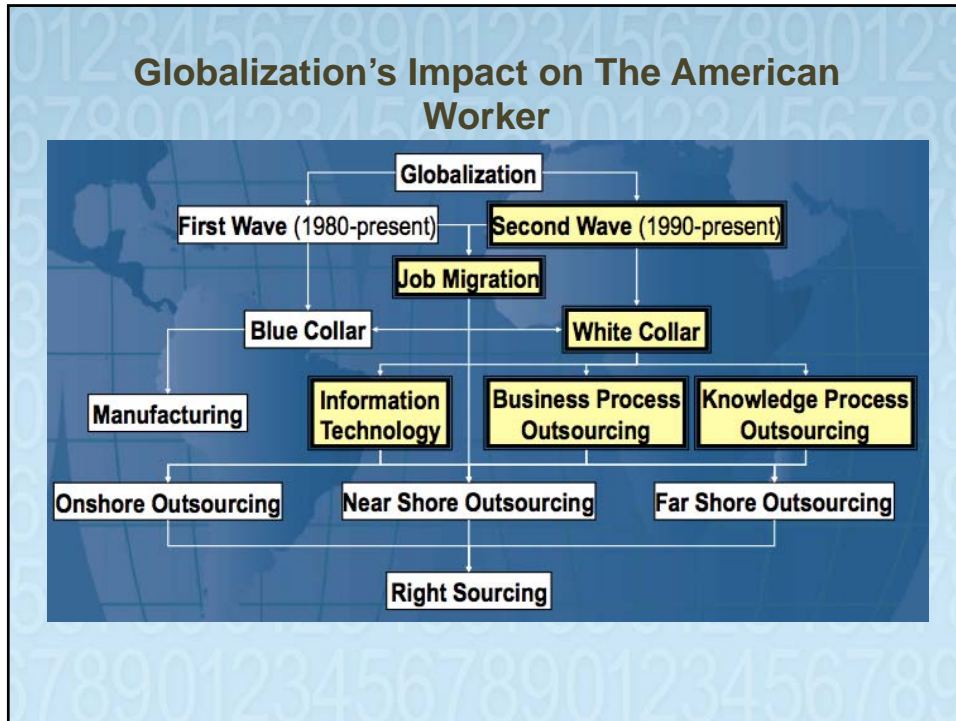 Globalization's Impact on The American
Worker
Globalization
First Wave (1980-present)
Second Wave (1990-present)
Job Migration
Blue Collar
White Collar
Manufacturing
Information
Technology
Business Process
Outsourcing
Knowledge Process
Outsourcing
Onshore Outsourcing
Near Shore Outsourcing
Far Shore Outsourcing
Right Sourcing